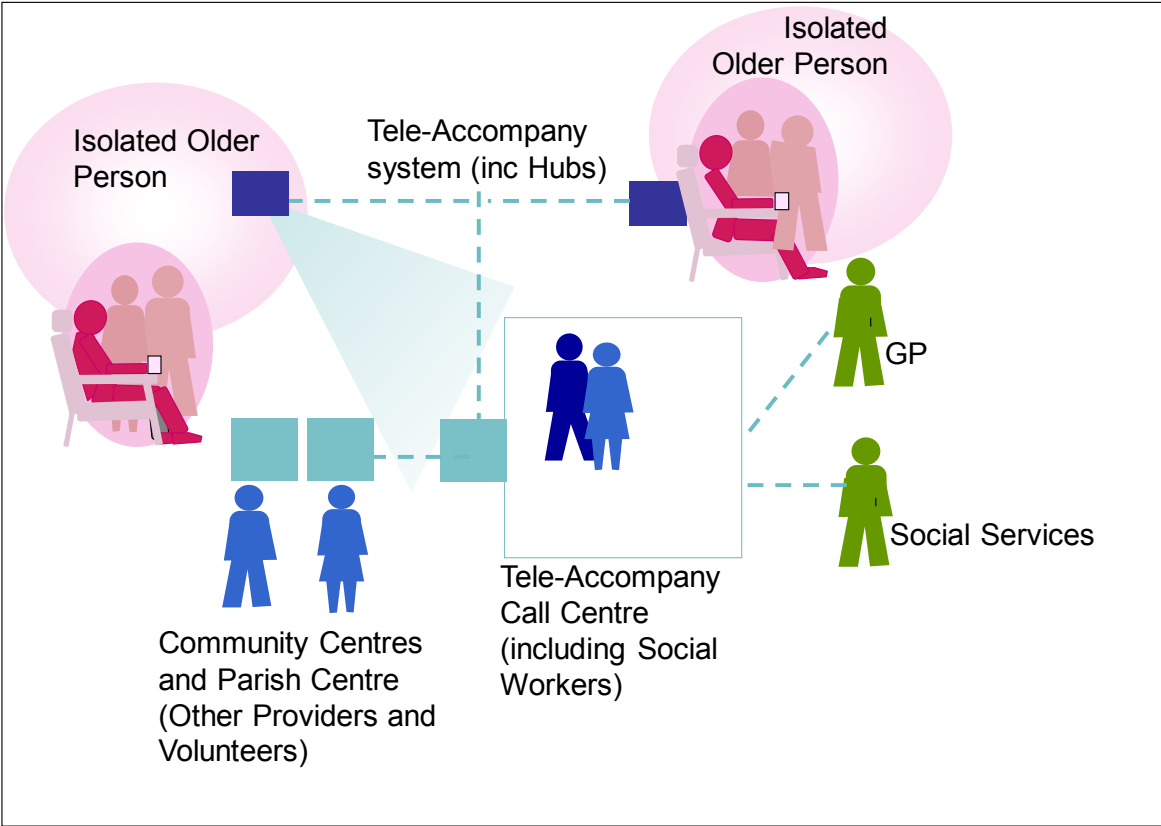 Isolated
Older Person
Isolated Older
Person
Tele-Accompany
system (inc Hubs)
GP
Social Services
Tele-Accompany
Call Centre
(including Social
Workers)
Community Centres
and Parish Centre
(Other Providers and
Volunteers)